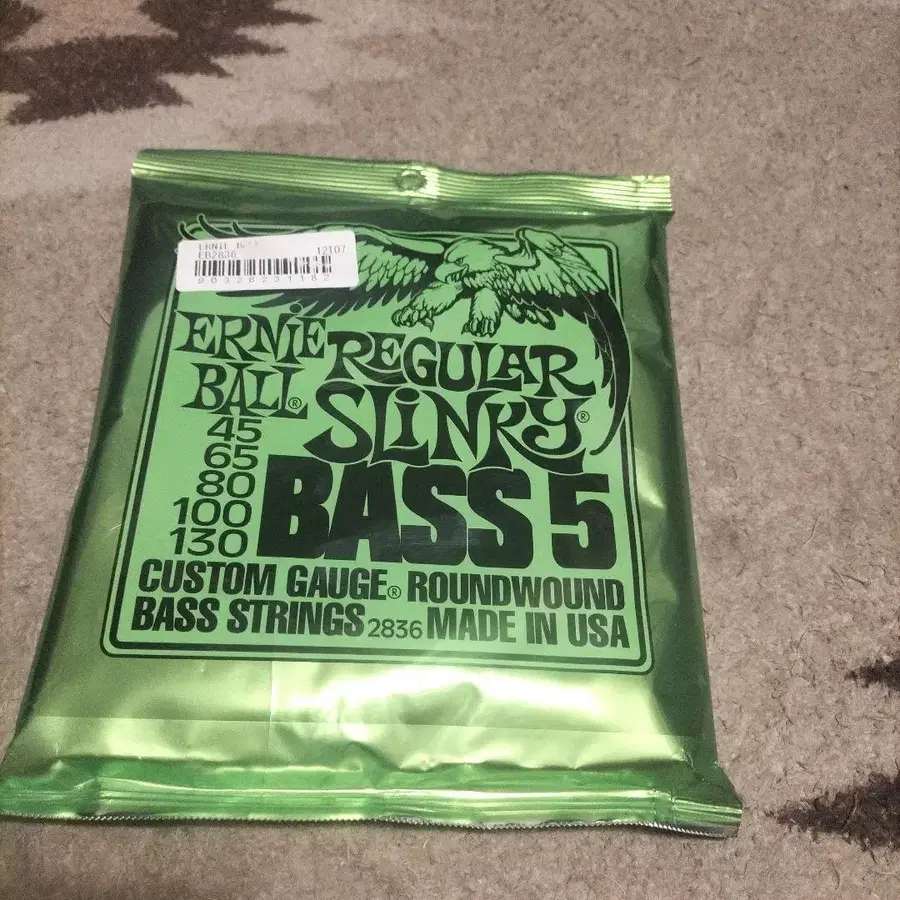 EB2836 12107
ERNIE
BALL®
REGULAR
SLINKY®
45
65
80
100
130
BASS 5
CUSTOM GAUGE® ROUNDWOUND
BASS STRINGS 2836 MADE IN USA